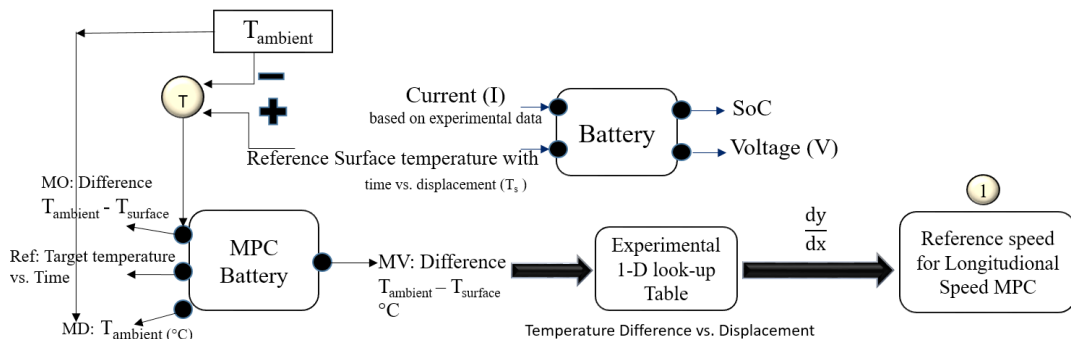 T_ambient
T
Current (I)
based on experimental data
Reference Surface temperature with
time vs. displacement (T_s )
Battery
SoC
Voltage (V)
MO: Difference
T_ambient - T_surface
Ref: Target temperature
vs. Time
MD: T_ambient (°C)
MPC
Battery
MV: Difference
T_ambient – T_surface
°C
Experimental
1-D look-up
Table
Temperature Difference vs. Displacement
dy
dx
1
Reference speed
for Longitudional
Speed MPC